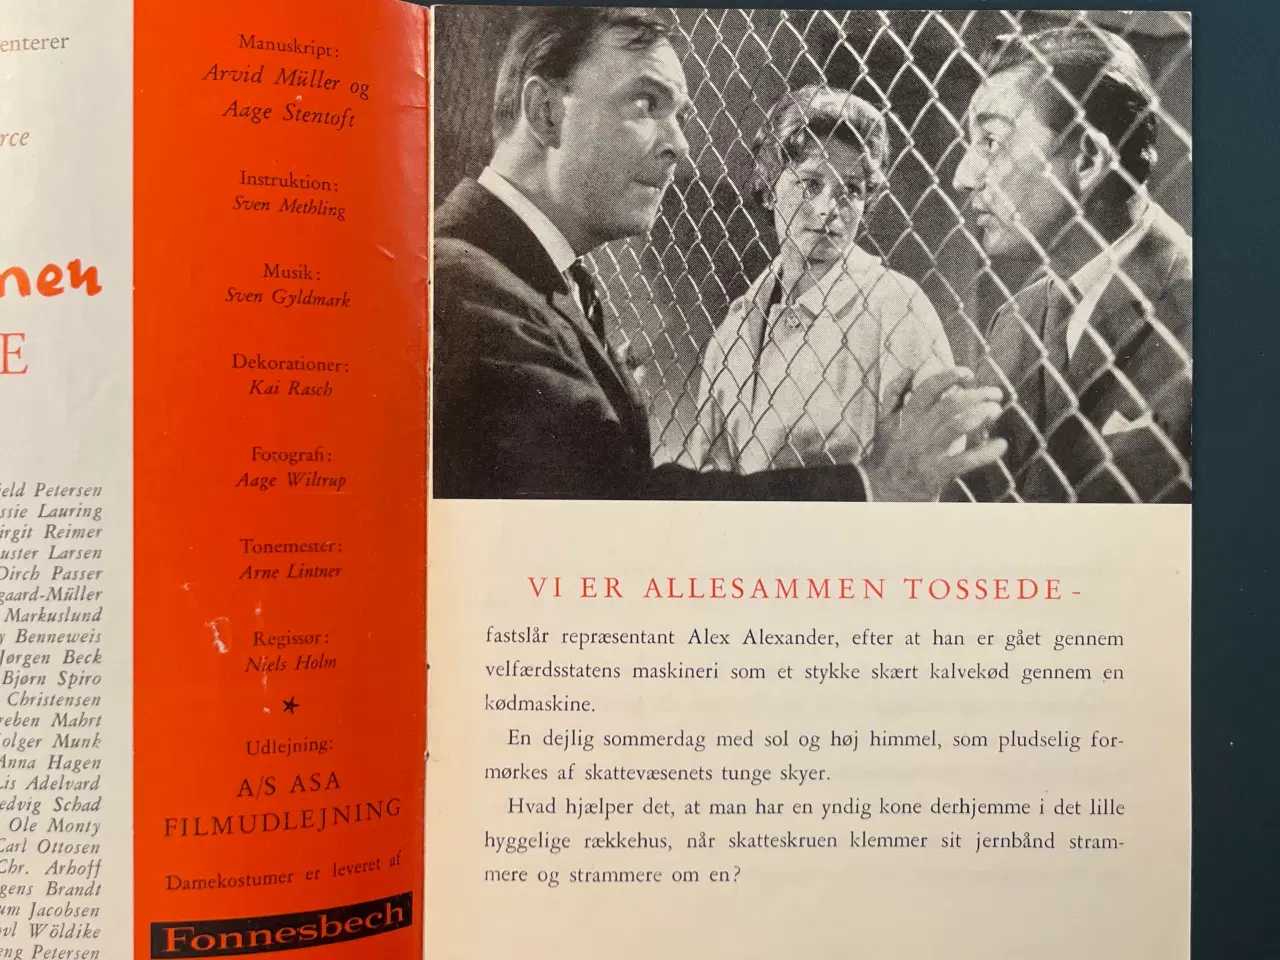 nen
E
Manuskript:
Arvid Müller og
Aage Stentoft
Instruktion:
Sven Methling
Musik:
Sven Gyldmark
Dekorationer:
Kai Rasch
Fotografi:
Aage Wiltrup
Tonemester:
Arne Lintner
Regissør:
Niels Holm
Udlejning:
A/S ASA
FILMUDLEJNING
Damekostumer er leveret af
Fonnesbech
enterer
rce
eld Petersen
ssie Lauring
irgit Reimer
uster Larsen
Dirch Passer
gaard-Müller
Markuslund
y Benneweis
Jørgen Beck
Bjørn Spiro
Christensen
reben Mahrt
olger Munk
Anna Hagen
Lis Adelvard
edvig Schad
Ole Monty
Carl Ottosen
Chr. Arhoff
gens Brandt
um Jacobsen
ovl Wöldike
eng Petersen
VI ER ALLESAMMEN TOSSEDE -
fastslår repræsentant Alex Alexander, efter at han er gået gennem
velfærdsstatens maskineri som et stykke skært kalvekød gennem en
kødmaskine.
En dejlig sommerdag med sol og høj himmel, som pludselig for-
mørkes af skattevæsenets tunge skyer.
Hvad hjælper det, at man har en yndig kone derhjemme i det lille
hyggelige rækkehus, når skatteskruen klemmer sit jernbånd stram-
mere og strammere om en?